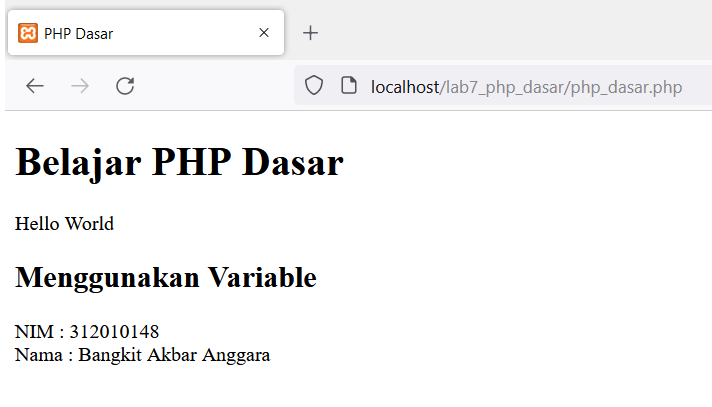 PHP Dasar
localhost/lab7_php_dasar/php_dasar.php
Belajar PHP Dasar
Hello World
Menggunakan Variable
NIM : 312010148
Nama : Bangkit Akbar Anggara